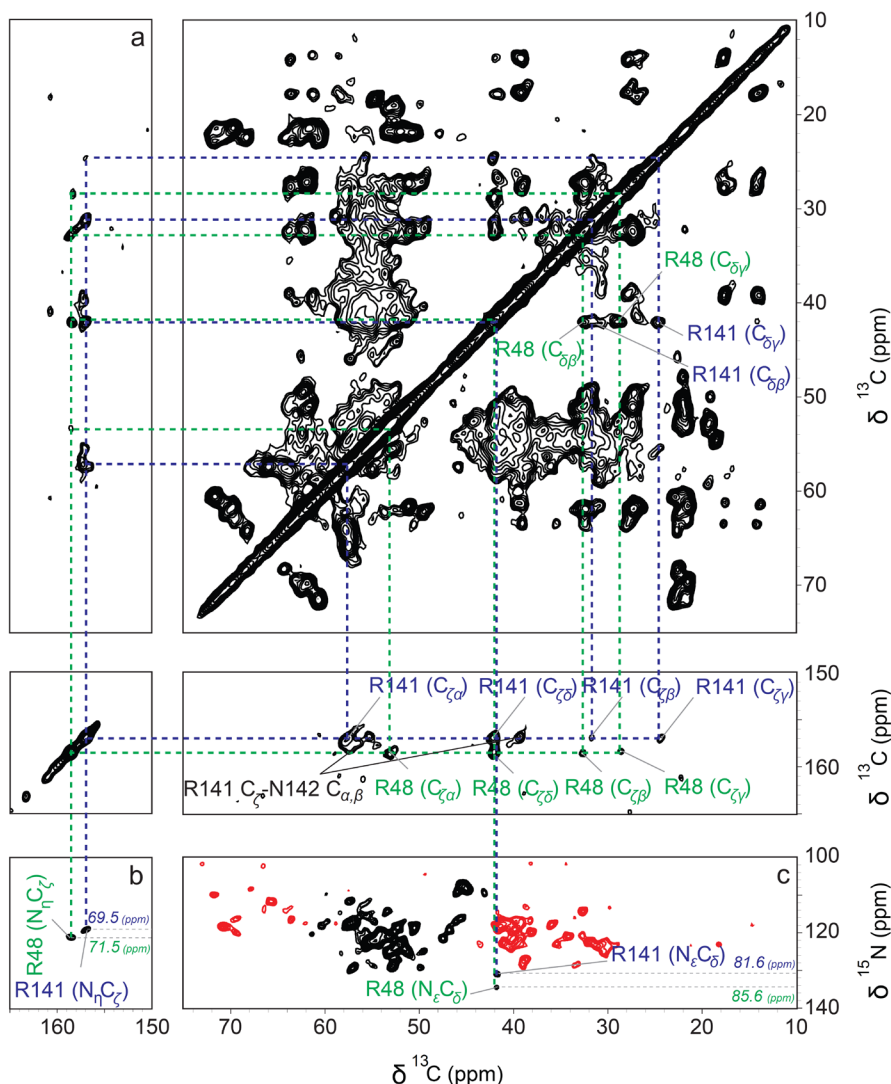 a
10
20
30
40
50
60
70
δ ¹³C (ppm)
R48 (Cδγ)
R48 (Cδβ)
R141 (Cδγ)
R141 (Cδβ)
150
160
δ ¹³C (ppm)
R141 (Cζα)
R141 (Cζδ)
R141 (Cζβ)
R141 (Cζγ)
R141 Cζ-N142 Cα,β
R48 (Cζα)
R48 (Cζδ)
R48 (Cζβ)
R48 (Cζγ)
b
R48 (NηCζ)
69.5 (ppm)
71.5 (ppm)
R141 (NηCζ)
c
100
120
140
δ ¹⁵N (ppm)
R141 (NεCδ)
81.6 (ppm)
R48 (NεCδ)
85.6 (ppm)
160
150
70
60
50
40
30
20
10
δ ¹³C (ppm)